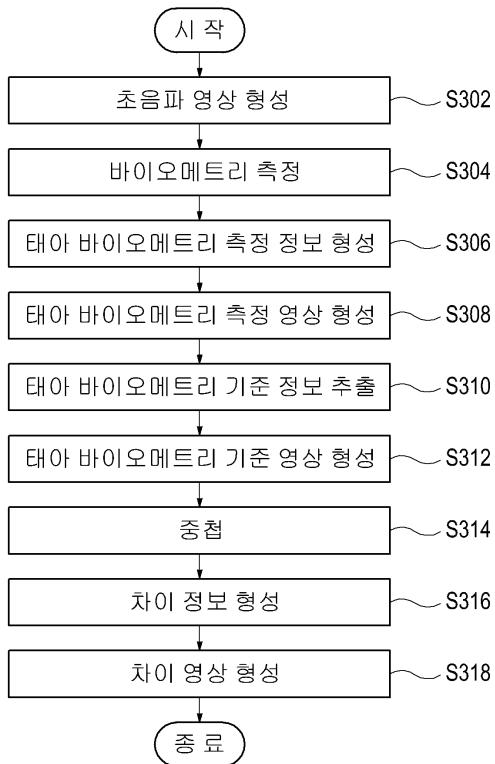 시 작
초음파 영상 형성
S302
바이오메트리 측정
S304
태아 바이오메트리 측정 정보 형성
S306
태아 바이오메트리 측정 영상 형성
S308
태아 바이오메트리 기준 정보 추출
S310
태아 바이오메트리 기준 영상 형성
S312
중첩
S314
차이 정보 형성
S316
차이 영상 형성
S318
종 료